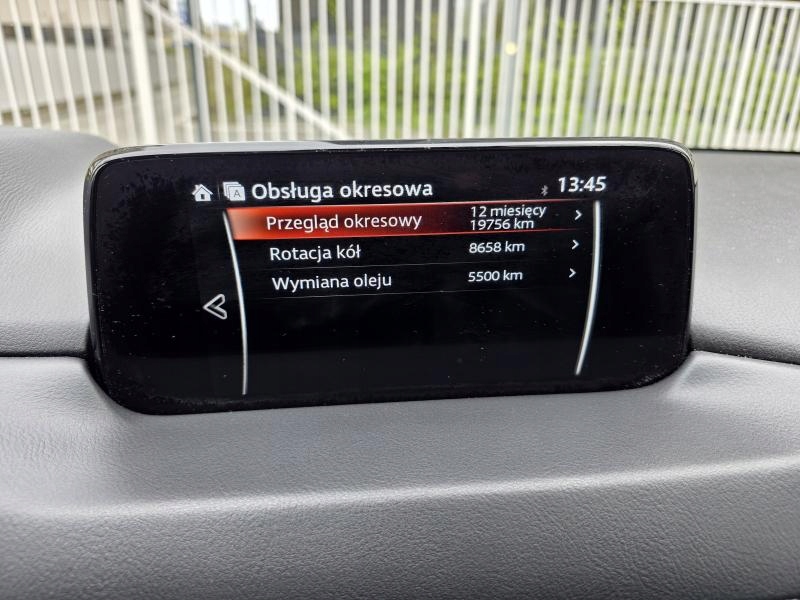 A Obsługa okresowa 13:45
Przegląd okresowy 12 miesięcy
19756 km
Rotacja kół 8658 km
Wymiana oleju 5500 km